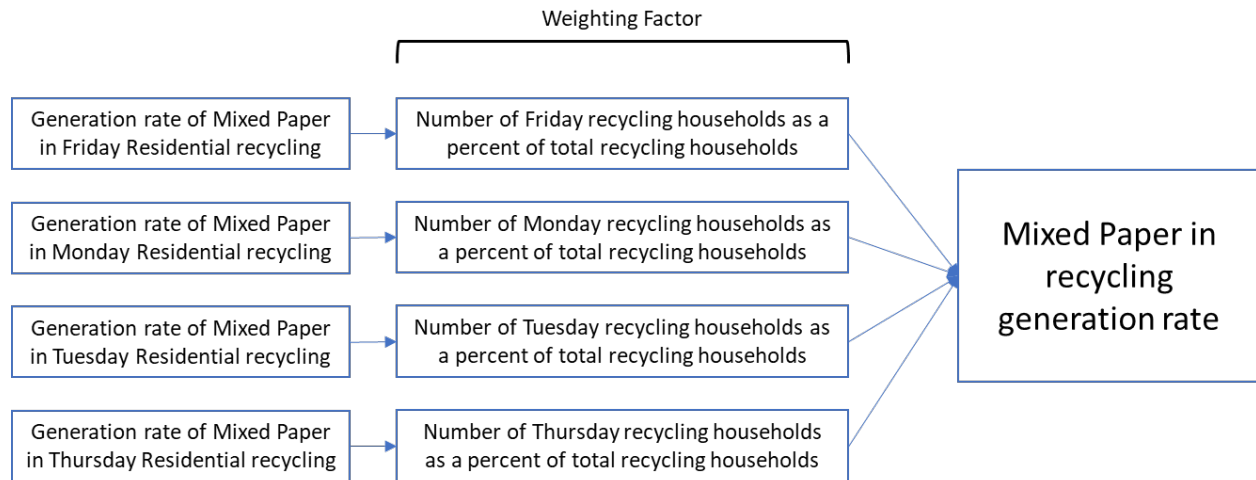 Weighting Factor
Generation rate of Mixed Paper
in Friday Residential recycling
Number of Friday recycling households as a
percent of total recycling households
Generation rate of Mixed Paper
in Monday Residential recycling
Number of Monday recycling households as
a percent of total recycling households
Generation rate of Mixed Paper
in Tuesday Residential recycling
Number of Tuesday recycling households as
a percent of total recycling households
Generation rate of Mixed Paper
in Thursday Residential recycling
Number of Thursday recycling households
as a percent of total recycling households
Mixed Paper in
recycling
generation rate